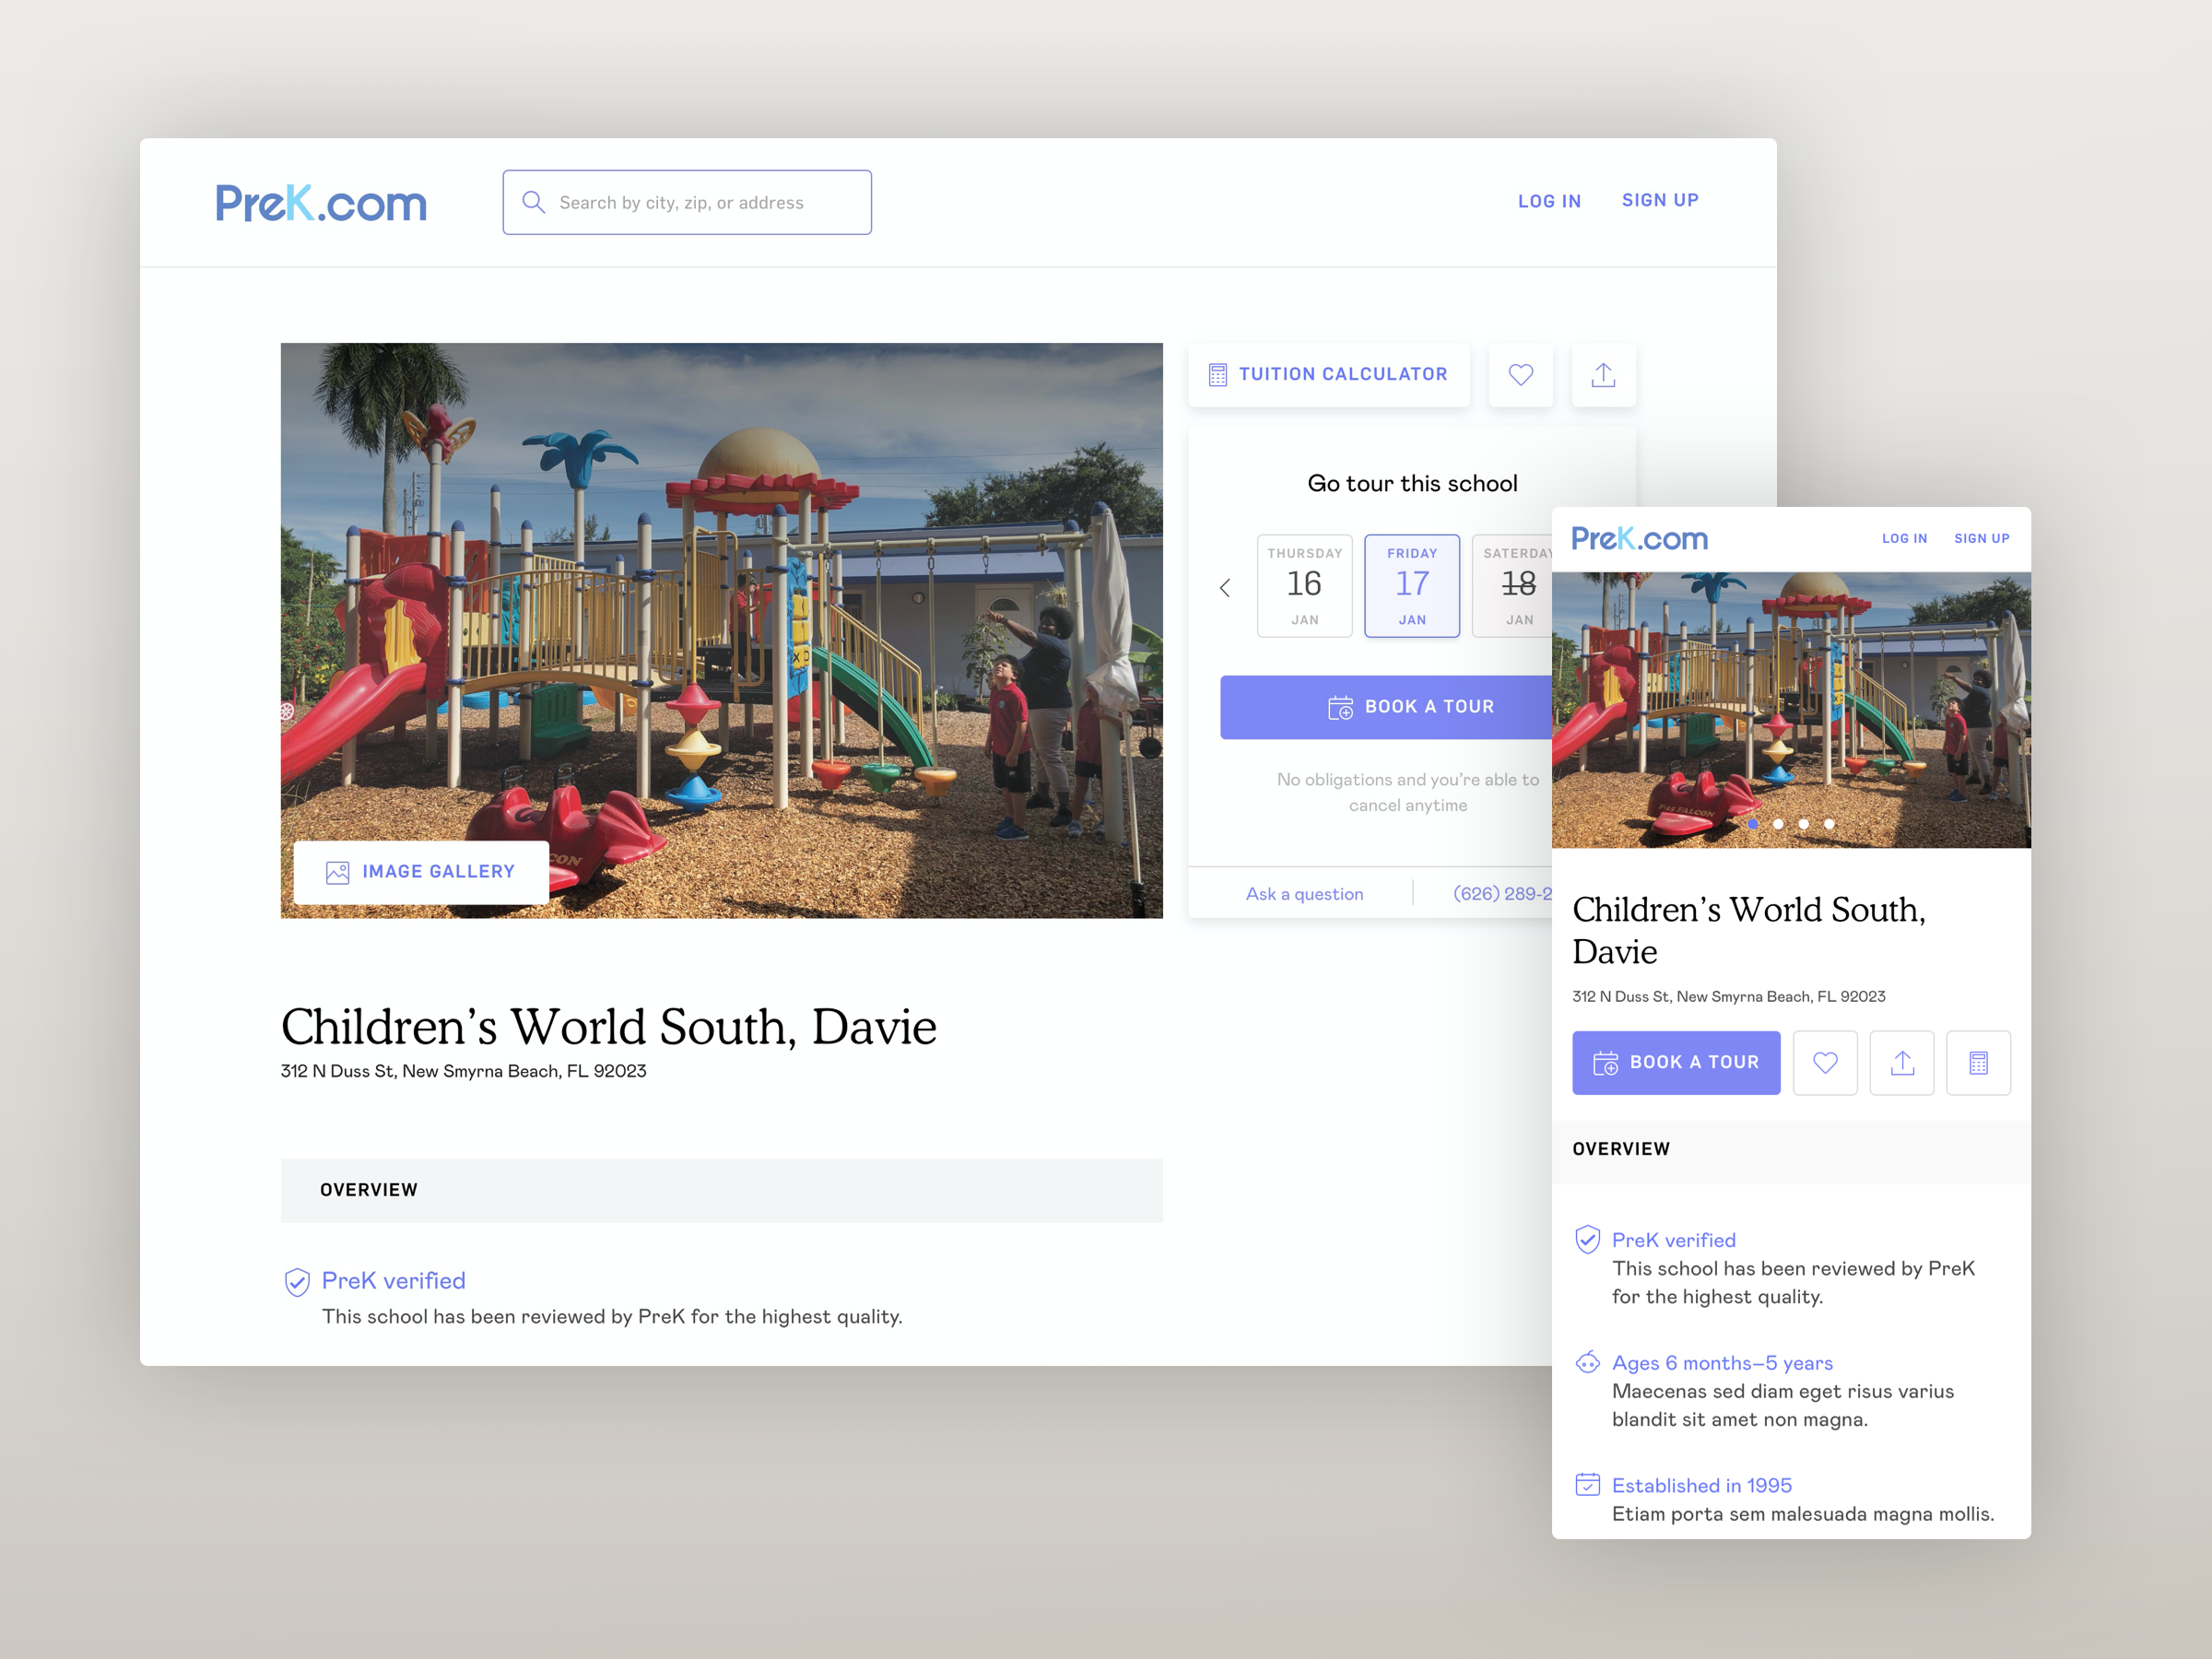 PreK.com
Search by city, zip, or address
LOG IN
SIGN UP
TUITION CALCULATOR
Go tour this school
THURSDAY
16
JAN
FRIDAY
17
JAN
SATERDAY
18
JAN
BOOK A TOUR
No obligations and you're able to
cancel anytime
Ask a question
(626) 289-2
IMAGE GALLERY
Children's World South, Davie
312 N Duss St, New Smyrna Beach, FL 92023
OVERVIEW
PreK verified
This school has been reviewed by PreK for the highest quality.
PreK.com
LOG IN
SIGN UP
F-15 FALCON
Children's World South,
Davie
312 N Duss St, New Smyrna Beach, FL 92023
BOOK A TOUR
OVERVIEW
PreK verified
This school has been reviewed by PreK
for the highest quality.
Ages 6 months–5 years
Maecenas sed diam eget risus varius
blandit sit amet non magna.
Established in 1995
Etiam porta sem malesuada magna mollis.